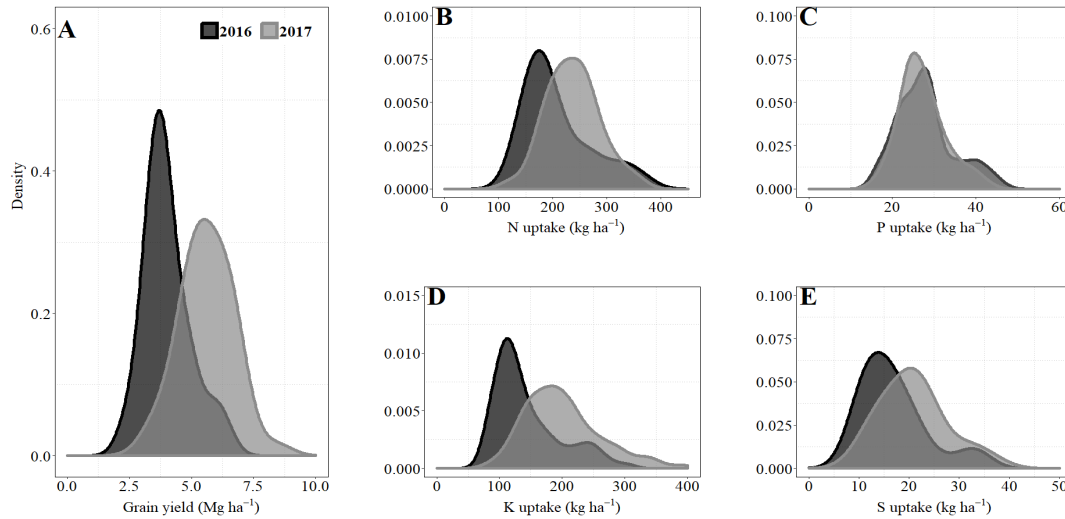 A
2016 2017
0.6
0.4
0.2
0.0
Density
0.0 2.5 5.0 7.5 10.0
Grain yield (Mg ha⁻¹)
B
0.0100
0.0075
0.0050
0.0025
0.0000
0 100 200 300 400
N uptake (kg ha⁻¹)
C
0.100
0.075
0.050
0.025
0.000
0 20 40 60
P uptake (kg ha⁻¹)
D
0.015
0.010
0.005
0.000
0 100 200 300 400
K uptake (kg ha⁻¹)
E
0.100
0.075
0.050
0.025
0.000
0 10 20 30 40 50
S uptake (kg ha⁻¹)